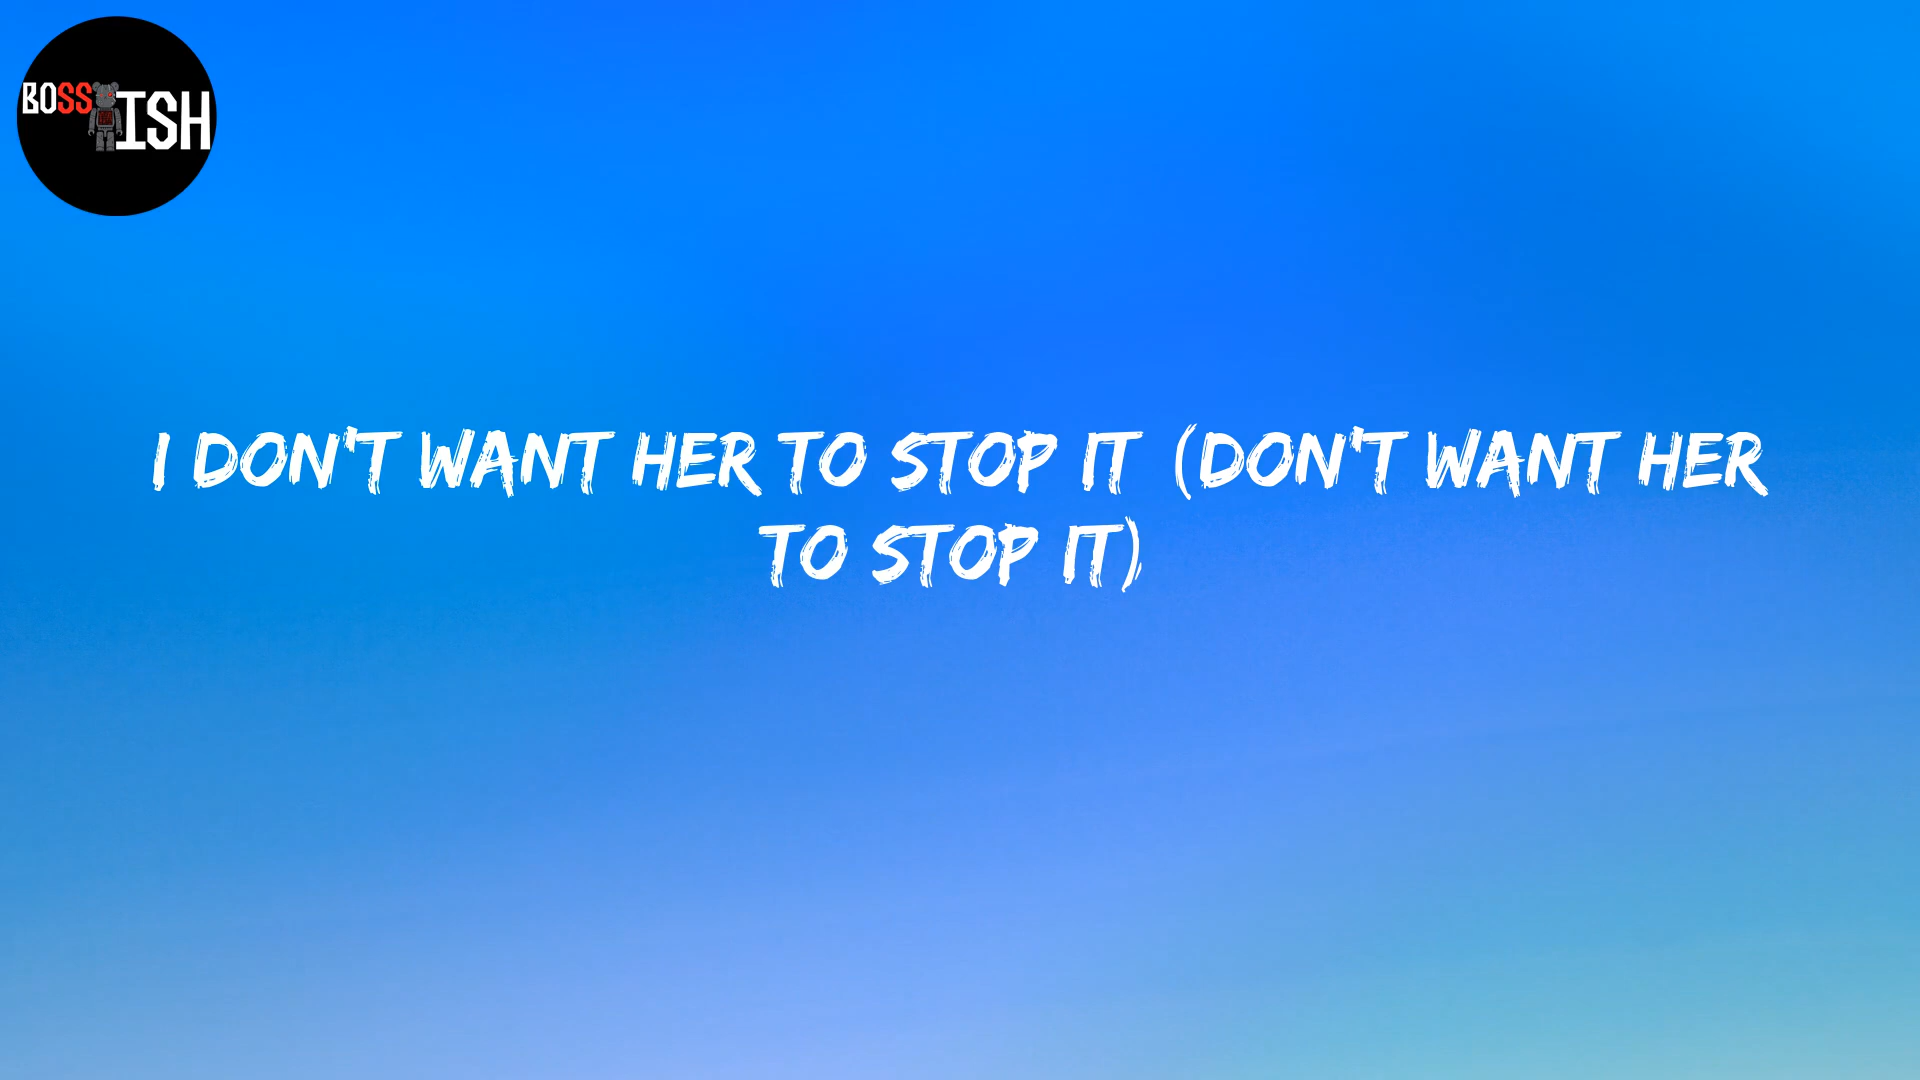 BOSS ISH
I DON'T WANT HER TO STOP IT (DON'T WANT HER
TO STOP IT)